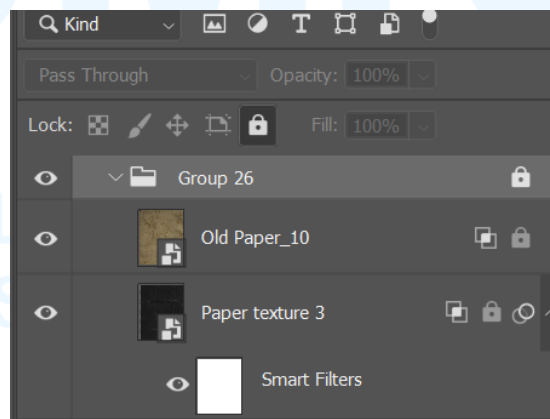 Kind
Pass Through Opacity: 100%
Lock: Fill: 100%
Group 26
Old Paper_10
Paper texture 3
Smart Filters